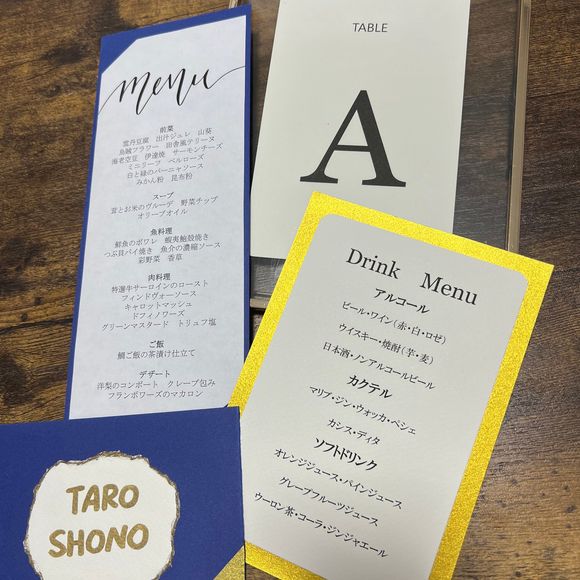 menu
前菜
雲丹豆腐 出汁ジュレ 山葵
魚臓フラワー 田舎風テリーヌ
海老空豆 伊達焼 サーモンチーズ
ミニリーフ ベルローズ
白と緑のバーニャソース
みかん粉 昆布粉
スープ
茸とお米のヴルーテ 野菜チップ
オリーブオイル
魚料理
鮮魚のポワレ 蝦夷鮑殻焼き
つぶ貝パイ焼き 魚介の濃縮ソース
彩野菜 香草
肉料理
特選牛サーロインのロースト
フィンドヴォーソース
キャロットマッシュ
ドフィノワーズ
グリーンマスタード トリュフ塩
ご飯
鯛ご飯の茶漬け仕立て
デザート
洋梨のコンポート クレープ包み
フランボワーズのマカロン
TABLE
A
Drink Menu
アルコール
ビール・ワイン(赤・白・ロゼ)
ウイスキー・焼酎(芋・麦)
日本酒・ノンアルコールビール
カクテル
マリブ・ジン・ウォッカ・ペシェ
カシス・ディタ
ソフトドリンク
オレンジジュース・パインジュース
グレープフルーツジュース
ウーロン茶・コーラ・ジンジャエール
TARO
SHONO